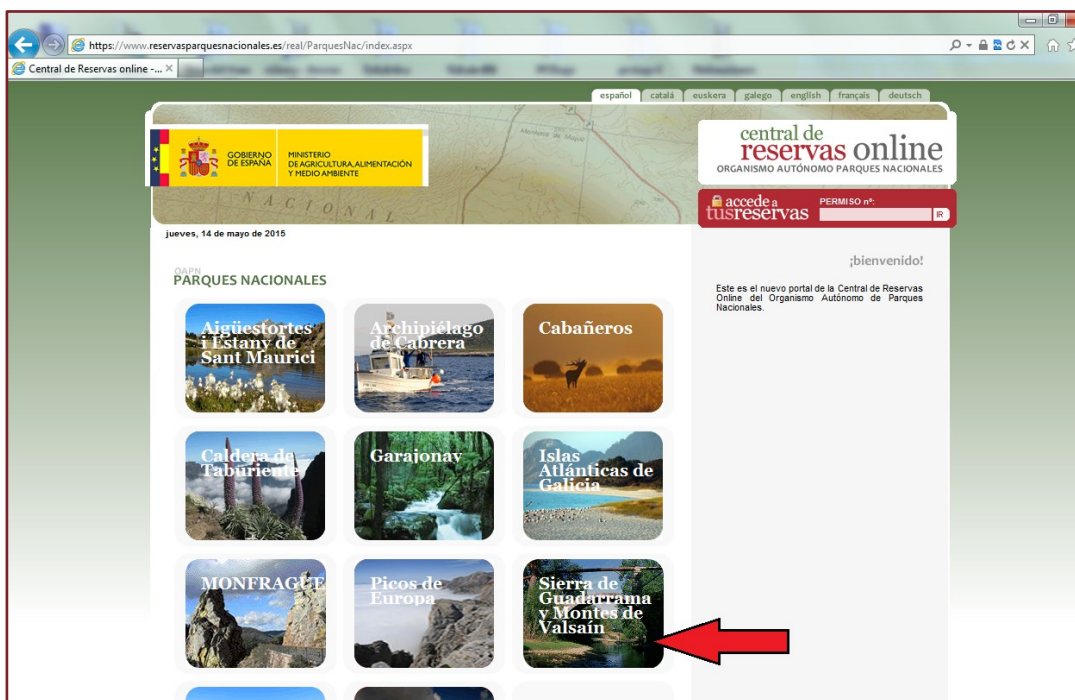 https://www.reservasparquesnacionales.es/real/ParquesNac/index.aspx
Central de Reservas online -...
español català euskera galego english français deutsch
GOBIERNO
DE ESPAÑA
MINISTERIO
DE AGRICULTURA, ALIMENTACIÓN
Y MEDIO AMBIENTE
NACIONAL
central de
reservas online
ORGANISMO AUTÓNOMO PARQUES NACIONALES
accede a
tusreservas
PERMISO nº:
IR
jueves, 14 de mayo de 2015
¡bienvenido!
Este es el nuevo portal de la Central de Reservas
Online del Organismo Autónomo de Parques
Nacionales.
OAPN
PARQUES NACIONALES
Aigüestortes
i Estany de
Sant Maurici
Archipiélago
de Cabrera
Cabañeros
Caldera de
Taburiente
Garajonay
Islas
Atlánticas de
Galicia
MONFRAGÜE
Picos de
Europa
Sierra de
Guadarrama
y Montes de
Valsaín